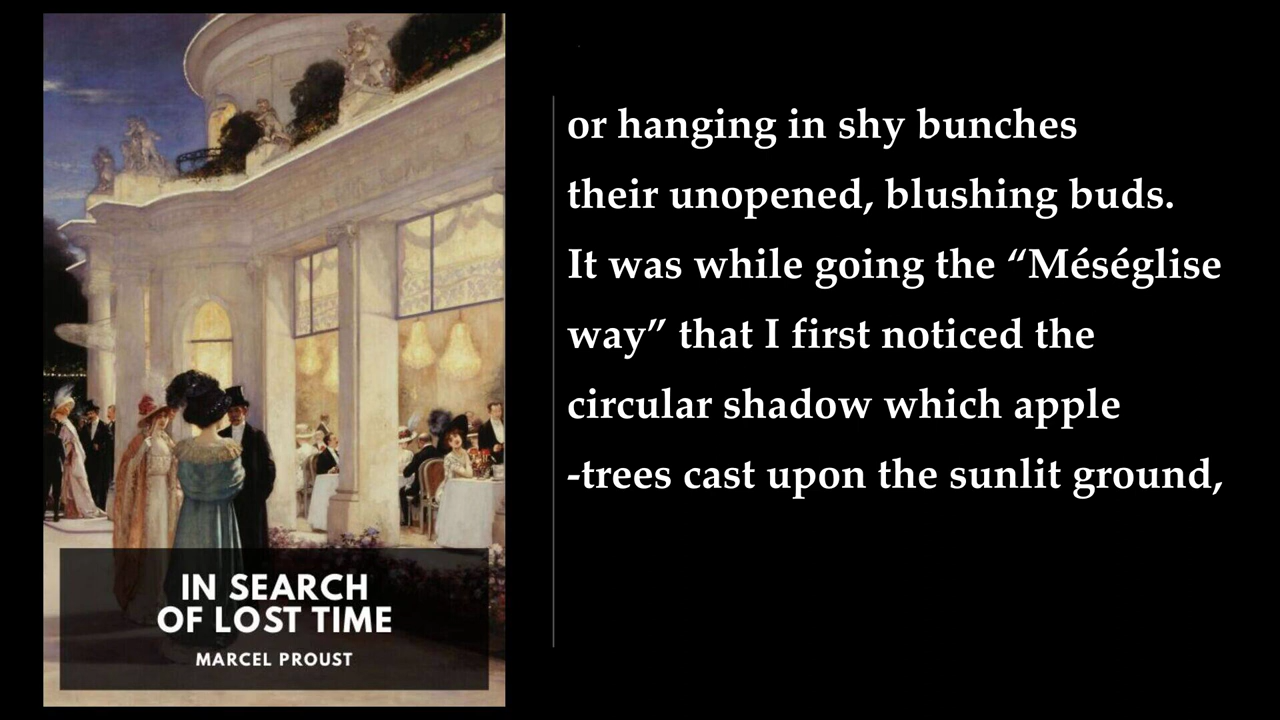 IN SEARCH
OF LOST TIME
MARCEL PROUST
or hanging in shy bunches
their unopened, blushing buds.
It was while going the “Méséglise
way” that I first noticed the
circular shadow which apple
-trees cast upon the sunlit ground,